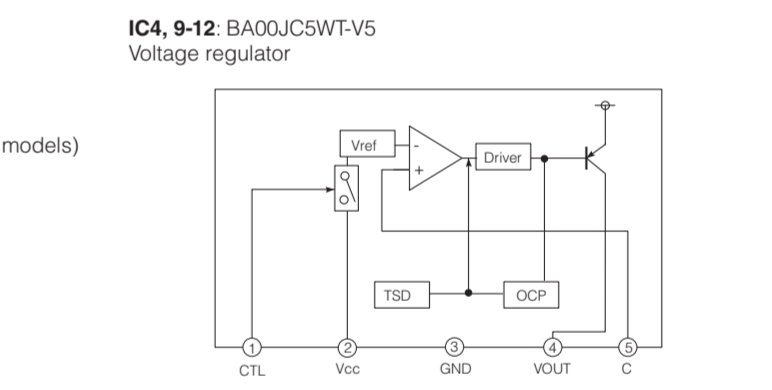 IC4, 9-12: BA00JC5WT-V5
Voltage regulator
models)
Vref
-
+
Driver
TSD
OCP
1
2
3
4
5
CTL
Vcc
GND
VOUT
C